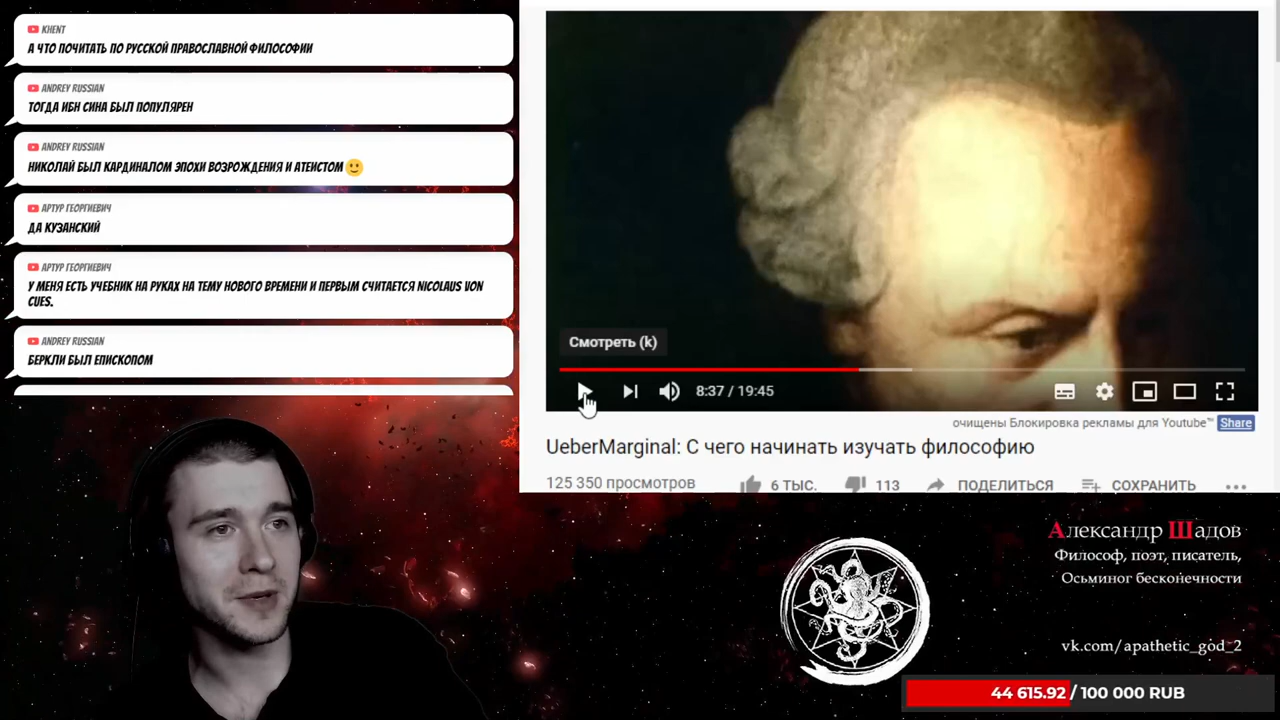 KHENT
А ЧТО ПОЧИТАТЬ ПО РУССКОЙ ПРАВОСЛАВНОЙ ФИЛОСОФИИ
ANDREY RUSSIAN
ТОГДА ИБН СИНА БЫЛ ПОПУЛЯРЕН
ANDREY RUSSIAN
НИКОЛАЙ БЫЛ КАРДИНАЛОМ ЭПОХИ ВОЗРОЖДЕНИЯ И АТЕИСТОМ🙂
АРТУР ГЕОРГИЕВИЧ
ДА КУЗАНСКИЙ
АРТУР ГЕОРГИЕВИЧ
У МЕНЯ ЕСТЬ УЧЕБНИК НА РУКАХ НА ТЕМУ НОВОГО ВРЕМЕНИ И ПЕРВЫМ СЧИТАЕТСЯ NICOLAUS VON
CUES.
ANDREY RUSSIAN
БЕРКЛИ БЫЛ ЕПИСКОПОМ
Смотреть (k)
8:37 / 19:45
очищены Блокировка рекламы для Youtube™ Share
UeberMarginal: С чего начинать изучать философию
125 350 просмотров 6 ТЫС. 113 ПОДЕЛИТЬСЯ СОХРАНИТЬ
Александр Шадов
Философ, поэт, писатель,
Осьминог бесконечности
vk.com/apathetic_god_2
44 615.92 / 100 000 RUB